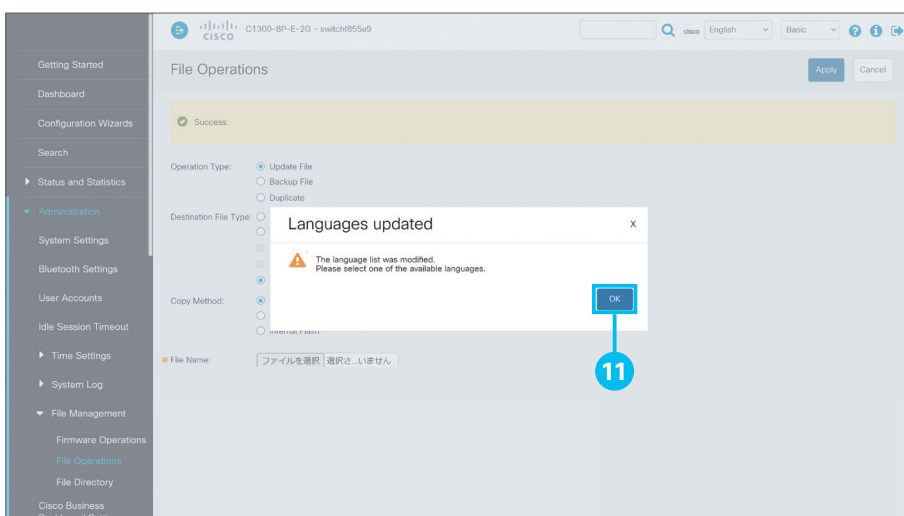 CISCO
C1300-8P-E-2G - switchf855a9
cisco
English
Basic
Getting Started
Dashboard
Configuration Wizards
Search
Status and Statistics
Administration
System Settings
Bluetooth Settings
User Accounts
Idle Session Timeout
Time Settings
System Log
File Management
Firmware Operations
File Operations
File Directory
Cisco Business
File Operations
Apply
Cancel
Success.
Operation Type:
Update File
Backup File
Duplicate
Destination File Type:
Copy Method:
Internal Flash
File Name:
ファイルを選択 選択さ...いません
Languages updated
X
The language list was modified.
Please select one of the available languages.
OK
11